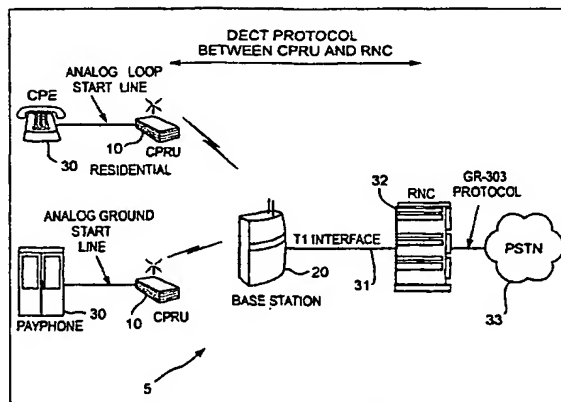 DECT PROTOCOL
BETWEEN CPRU AND RNC
ANALOG LOOP
START LINE
CPE
30
10
CPRU
RESIDENTIAL
32
RNC
GR-303
PROTOCOL
ANALOG GROUND
START
LINE
T1 INTERFACE
PSTN
30
PAYPHONE
10
CPRU
20
BASE STATION
31
33
5